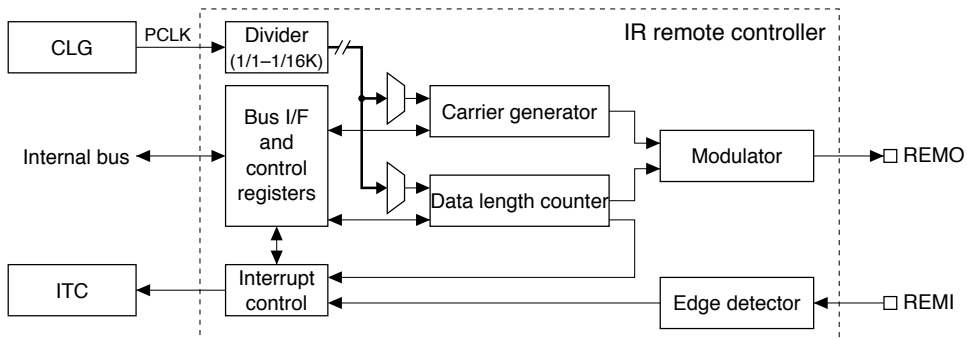 IR remote controller
CLG
PCLK
Divider
(1/1–1/16K)
Bus I/F
and
control
registers
Carrier generator
Internal bus
Modulator
REMO
Data length counter
ITC
Interrupt
control
Edge detector
REMI